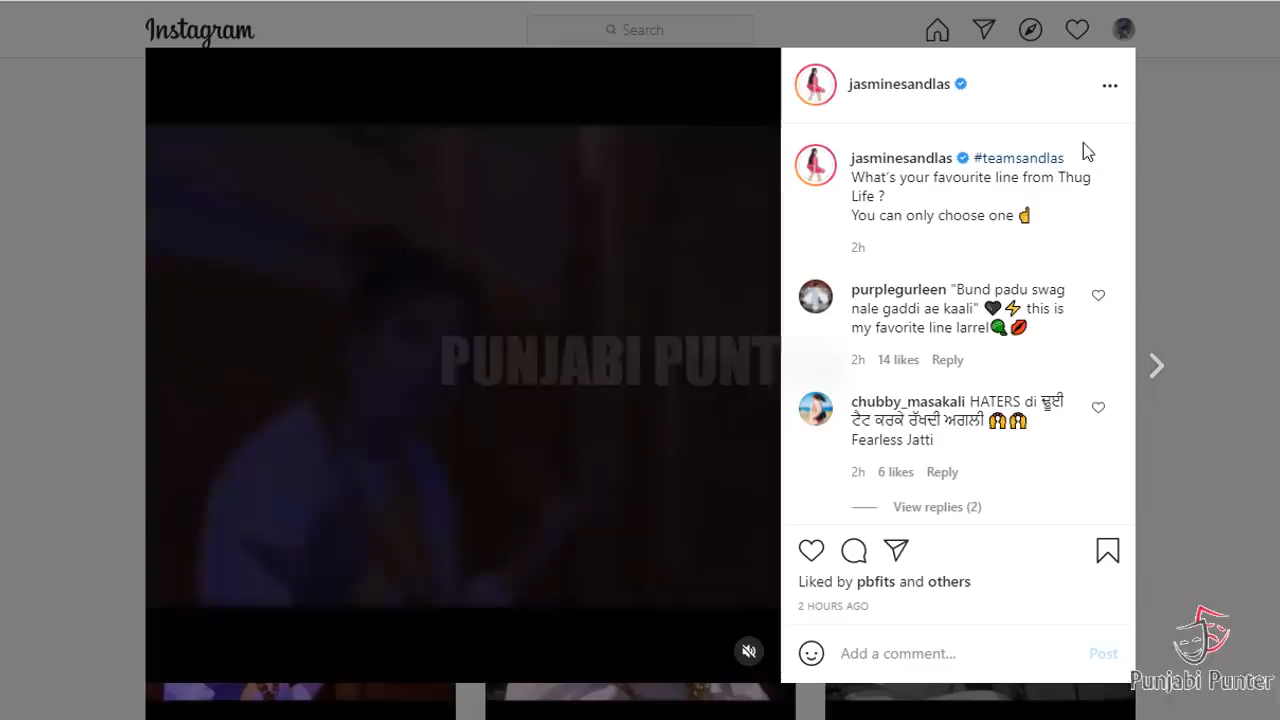 Instagram
Search
jasminesandlas
jasminesandlas #teamsandlas
What's your favourite line from Thug
Life ?
You can only choose one ☝
2h
purplegurleen "Bund padu swag
nale gaddi ae kaali" 🖤⚡ this is
my favorite line larrel
2h 14 likes Reply
chubby_masakali HATERS di ਢੂਈ
ਟੈਟ ਕਰਕੇ ਰੱਖਦੀ ਅਗਲੀ 🙌🙌
Fearless Jatti
2h 6 likes Reply
View replies (2)
Liked by pbfits and others
2 HOURS AGO
Add a comment... Post
PUNJABI PUNT
Punjabi Punter